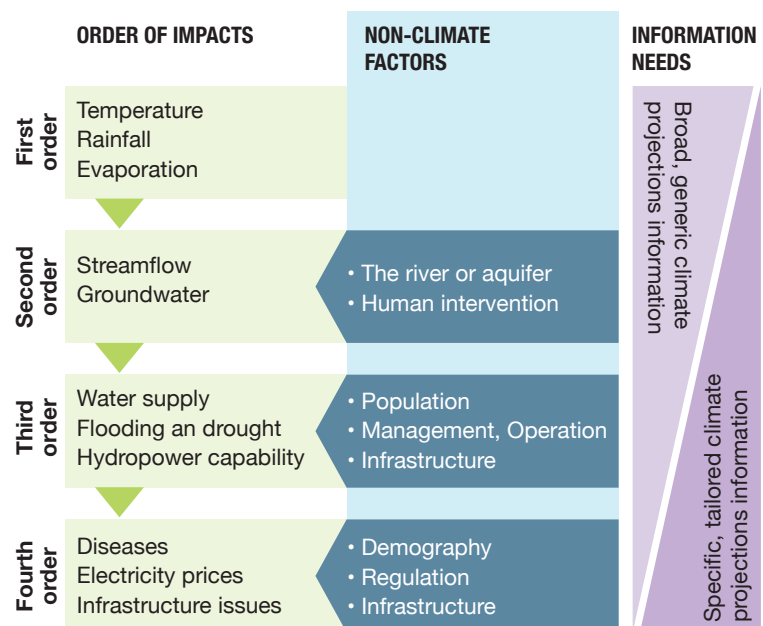 ORDER OF IMPACTS
NON-CLIMATE
FACTORS
INFORMATION
NEEDS
First
order
Temperature
Rainfall
Evaporation
Second
order
Streamflow
Groundwater
• The river or aquifer
• Human intervention
Third
order
Water supply
Flooding an drought
Hydropower capability
• Population
• Management, Operation
• Infrastructure
Fourth
order
Diseases
Electricity prices
Infrastructure issues
• Demography
• Regulation
• Infrastructure
Broad, generic climate
projections information
Specific, tailored climate
projections information